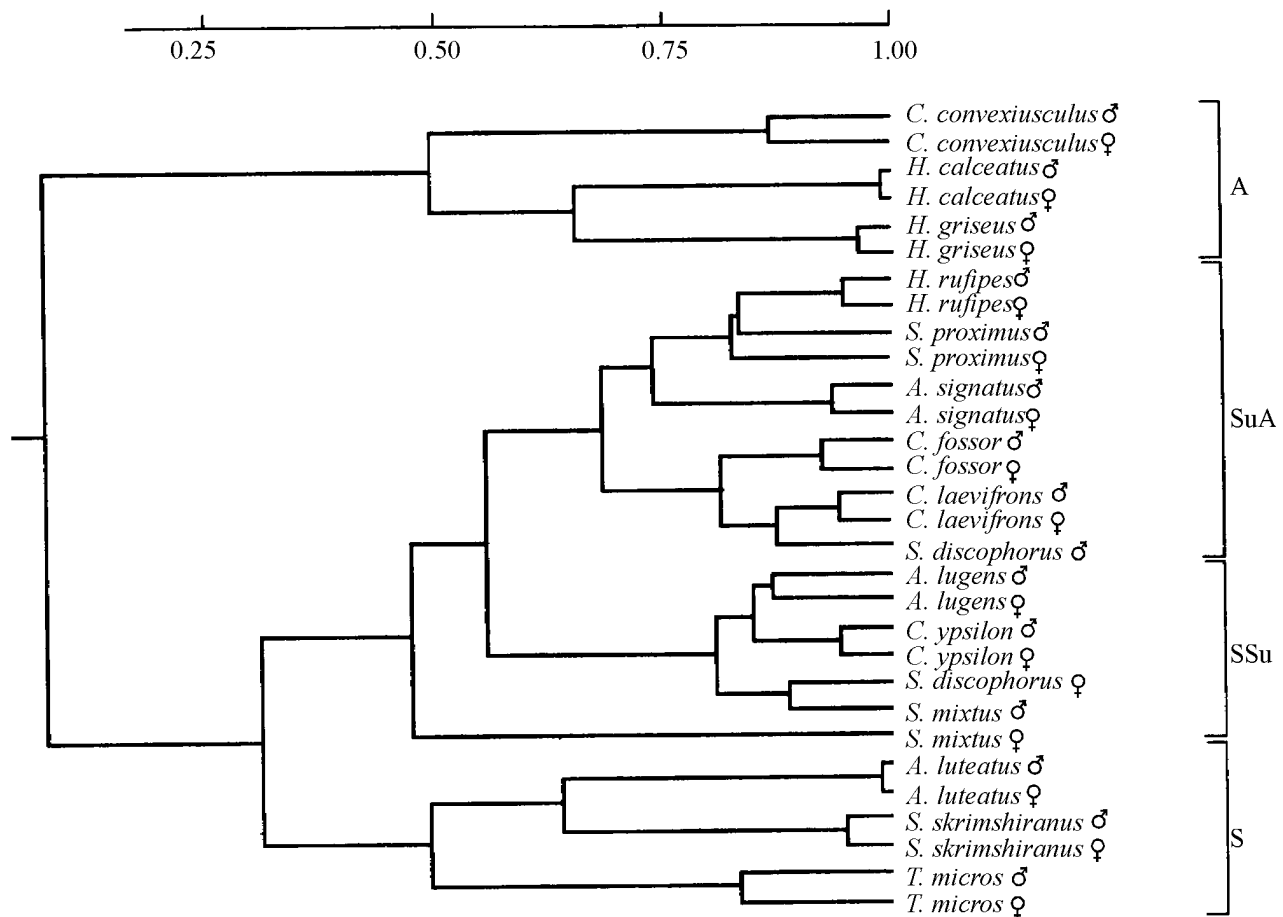 0.25 0.50 0.75 1.00
C. convexiusculus ♂
C. convexiusculus ♀
H. calceatus ♂
H. calceatus ♀
A
H. griseus ♂
H. griseus ♀
H. rufipes ♂
H. rufipes ♀
S. proximus ♂
S. proximus ♀
A. signatus ♂
A. signatus ♀
SuA
C. fossor ♂
C. fossor ♀
C. laevifrons ♂
C. laevifrons ♀
S. discophorus ♂
A. lugens ♂
A. lugens ♀
C. ypsilon ♂
C. ypsilon ♀
SSu
S. discophorus ♀
S. mixtus ♂
S. mixtus ♀
A. luteatus ♂
A. luteatus ♀
S. skrimshiranus ♂
S. skrimshiranus ♀
S
T. micros ♂
T. micros ♀